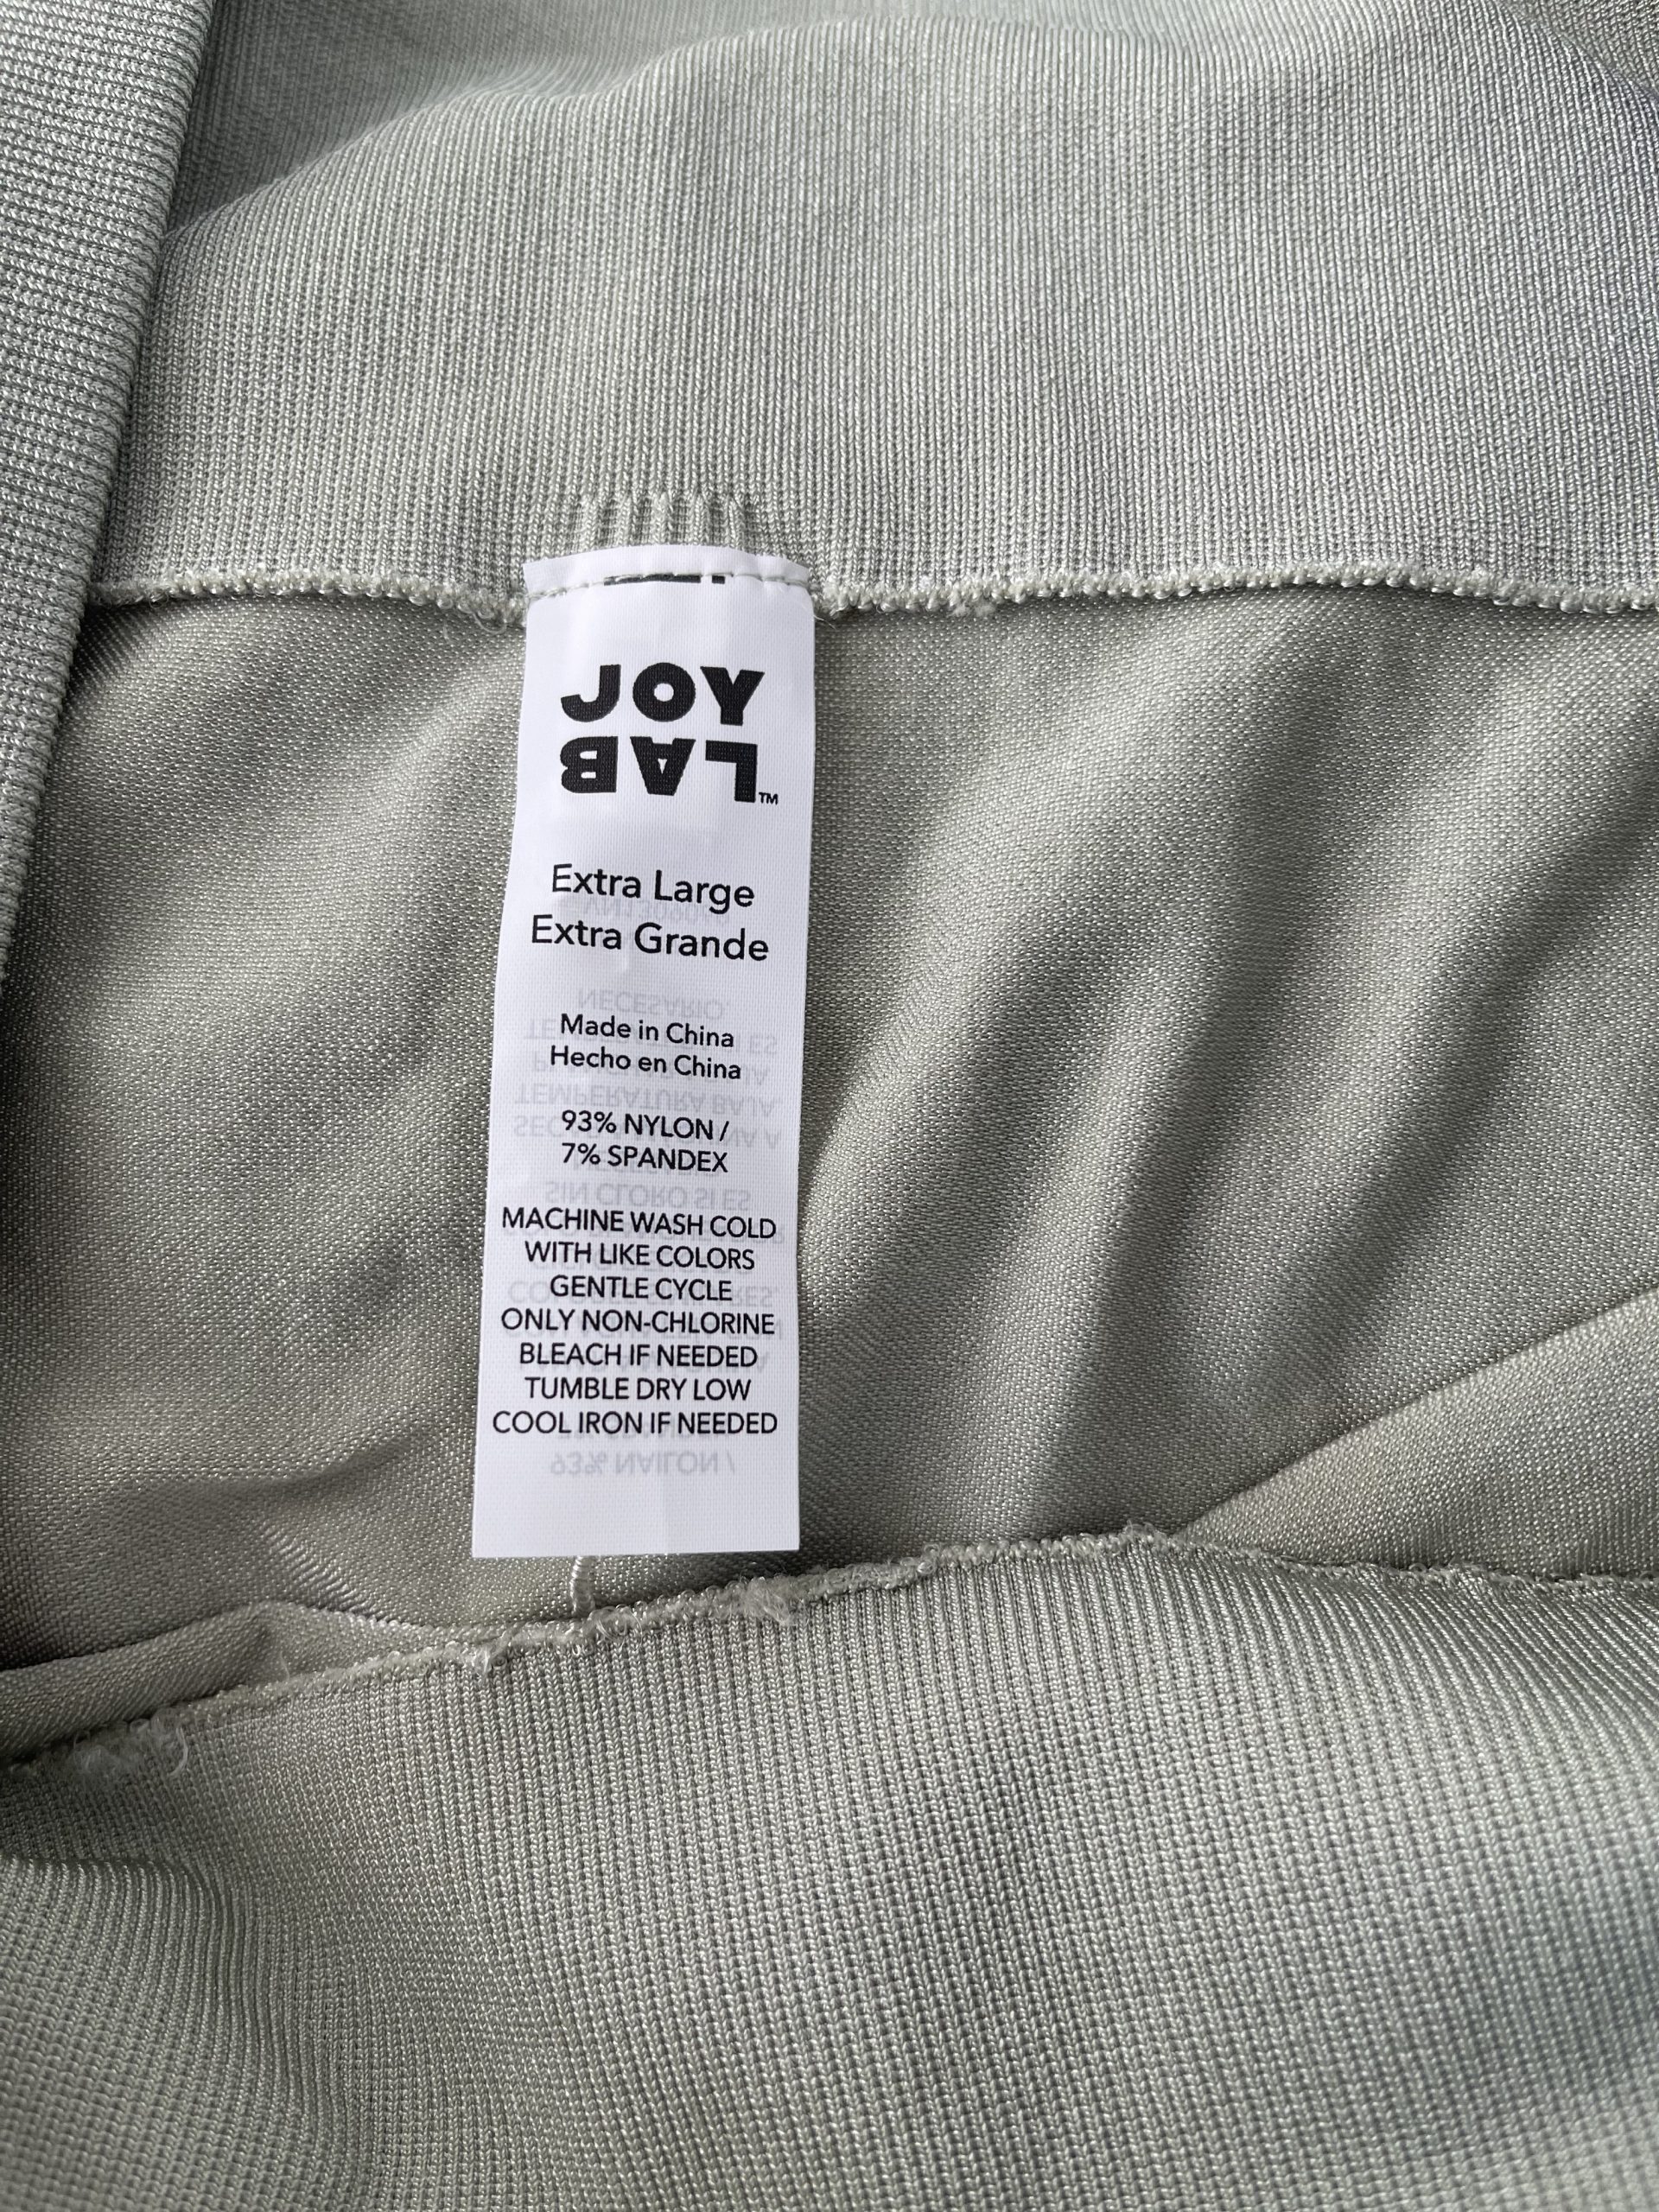 JOY
LAB™
Extra Large
Extra Grande
Made in China
Hecho en China
93% NYLON /
7% SPANDEX
MACHINE WASH COLD
WITH LIKE COLORS
GENTLE CYCLE
ONLY NON-CHLORINE
BLEACH IF NEEDED
TUMBLE DRY LOW
COOL IRON IF NEEDED